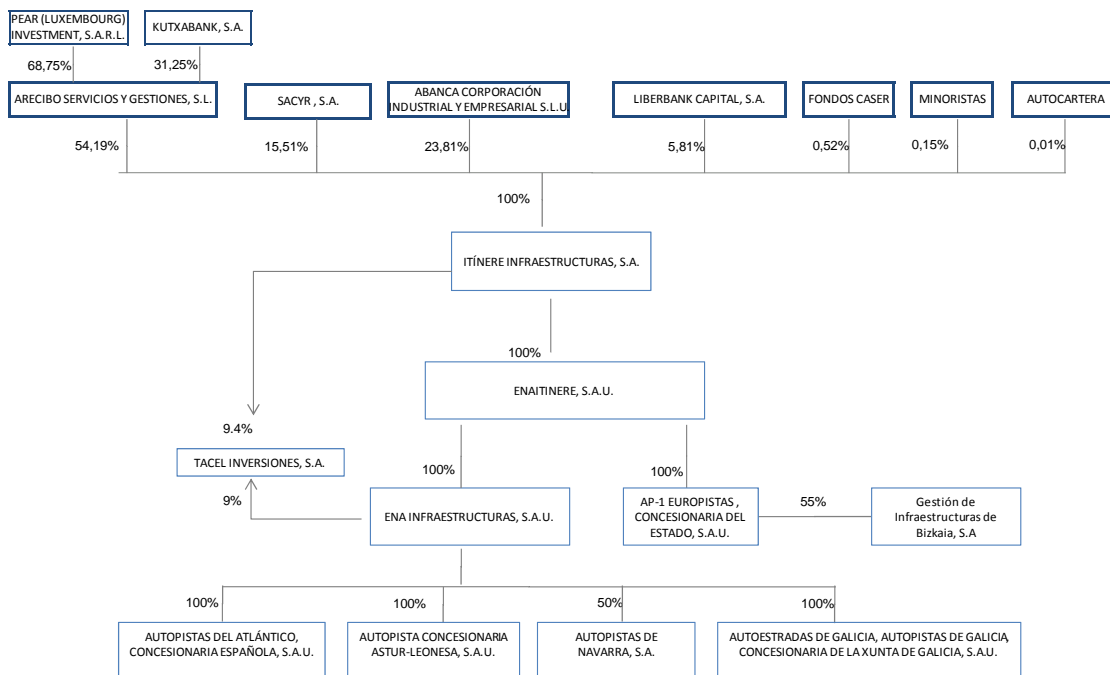 PEAR (LUXEMBOURG)
INVESTMENT, S.A.R.L.
KUTXABANK, S.A.
68,75%
31,25%
ARECIBO SERVICIOS Y GESTIONES, S.L.
SACYR , S.A.
ABANCA CORPORACIÓN
INDUSTRIAL Y EMPRESARIAL S.L.U
LIBERBANK CAPITAL, S.A.
FONDOS CASER
MINORISTAS
AUTOCARTERA
54,19%
15,51%
23,81%
5,81%
0,52%
0,15%
0,01%
100%
ITÍNERE INFRAESTRUCTURAS, S.A.
100%
ENAITINERE, S.A.U.
9.4%
TACEL INVERSIONES, S.A.
100%
100%
9%
ENA INFRAESTRUCTURAS, S.A.U.
AP-1 EUROPISTAS ,
CONCESIONARIA DEL
ESTADO, S.A.U.
55%
Gestión de
Infraestructuras de
Bizkaia, S.A
100%
100%
50%
100%
AUTOPISTAS DEL ATLÁNTICO,
CONCESIONARIA ESPAÑOLA, S.A.U.
AUTOPISTA CONCESIONARIA
ASTUR-LEONESA, S.A.U.
AUTOPISTAS DE
NAVARRA, S.A.
AUTOESTRADAS DE GALICIA, AUTOPISTAS DE GALICIA,
CONCESIONARIA DE LA XUNTA DE GALICIA, S.A.U.